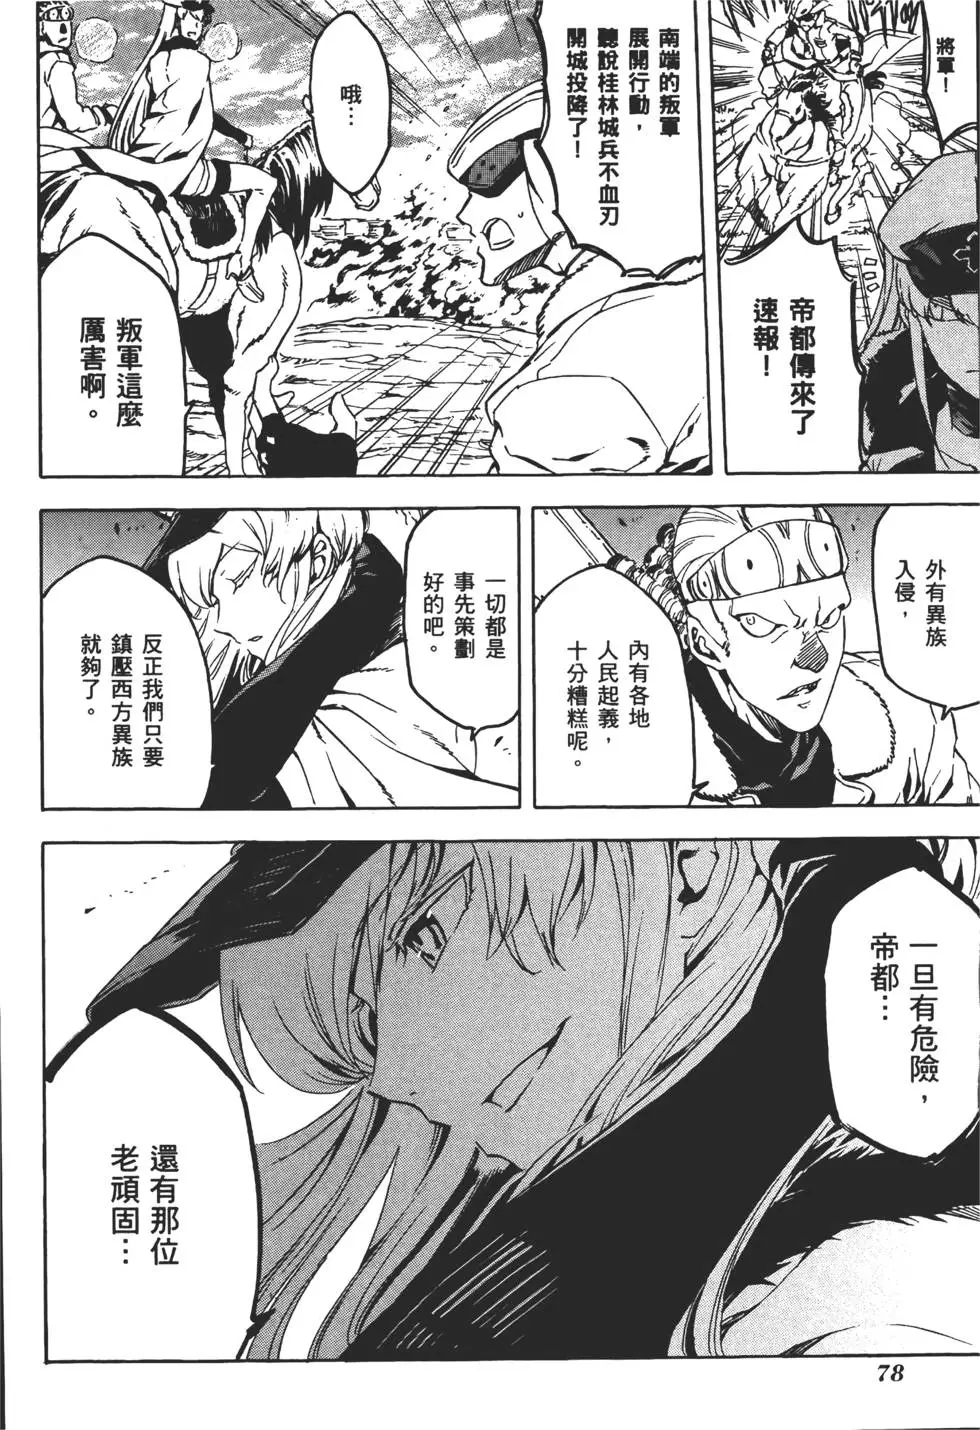 將軍！
帝都傳來了
速報！
南端的叛軍
展開行動，
聽說桂林城兵不血刃
開城投降了！
哦…
叛軍這麼
厲害啊。
外有異族
入侵，
內有各地
人民起義，
十分糟糕呢。
一切都是
事先策劃
好的吧。
反正我們只要
鎮壓西方異族
就夠了。
一旦有危險，
帝都…
還有那位
老頑固…
78